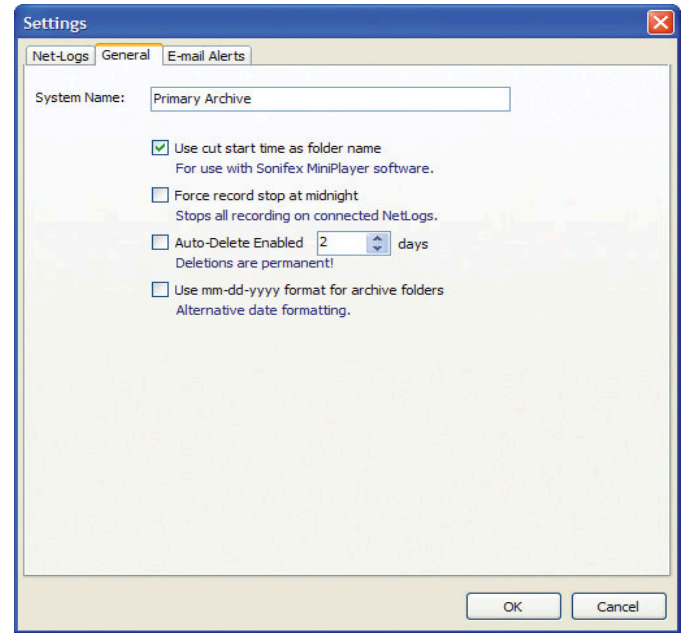 Settings
Net-Logs General E-mail Alerts
System Name: Primary Archive
Use cut start time as folder name
For use with Sonifex MiniPlayer software.
Force record stop at midnight
Stops all recording on connected NetLogs.
Auto-Delete Enabled 2 days
Deletions are permanent!
Use mm-dd-yyyy format for archive folders
Alternative date formatting.
OK Cancel